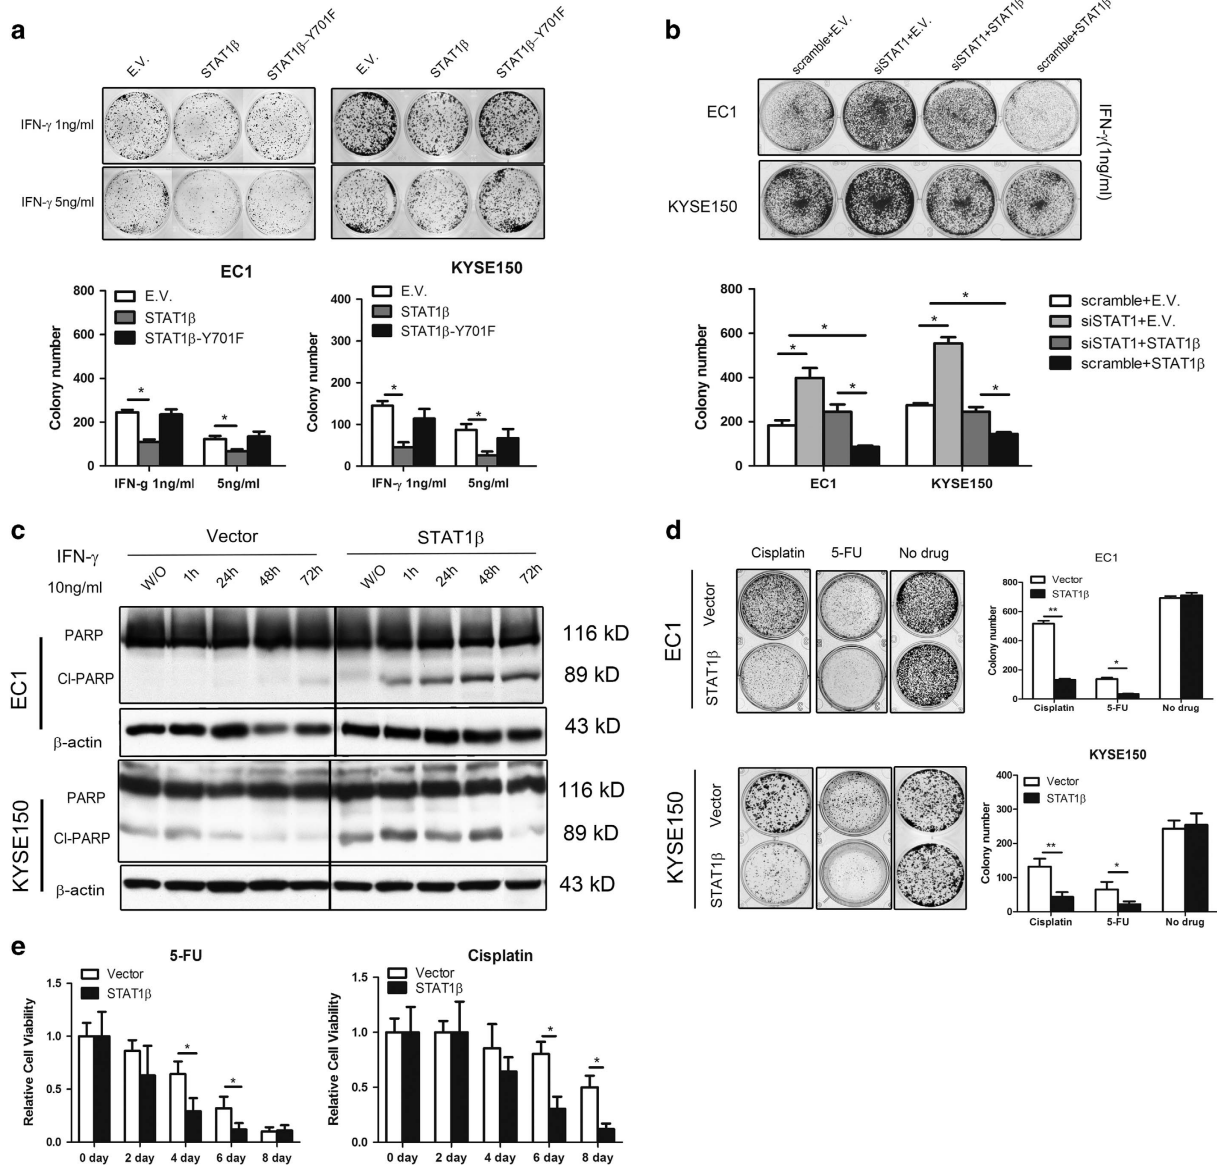 a
E.V.
STAT1β
STAT1β-Y701F
E.V.
STAT1β
STAT1β-Y701F
IFN-γ 1ng/ml
IFN-γ 5ng/ml
EC1
800
600
400
200
0
Colony number
E.V.
STAT1β
STAT1β-Y701F
*
*
IFN-g 1ng/ml
5ng/ml
KYSE150
400
300
200
100
0
Colony number
E.V.
STAT1β
STAT1β-Y701F
*
*
IFN-γ 1ng/ml
5ng/ml
b
scramble+E.V.
siSTAT1+E.V.
siSTAT1+STAT1β
scramble+STAT1β
EC1
KYSE150
IFN-γ(1ng/ml)
800
600
400
200
0
Colony number
*
*
*
*
*
*
EC1
KYSE150
scramble+E.V.
siSTAT1+E.V.
siSTAT1+STAT1β
scramble+STAT1β
c
Vector
STAT1β
IFN-γ
10ng/ml
W/O
1h
24h
48h
72h
W/O
1h
24h
48h
72h
EC1
PARP
116 kD
Cl-PARP
89 kD
β-actin
43 kD
KYSE150
PARP
116 kD
Cl-PARP
89 kD
β-actin
43 kD
d
Cisplatin
5-FU
No drug
EC1
Vector
STAT1β
EC1
800
600
400
200
0
Colony number
Vector
STAT1β
**
*
Cisplatin
5-FU
No drug
KYSE150
Vector
STAT1β
KYSE150
400
300
200
100
0
Colony number
Vector
STAT1β
**
*
Cisplatin
5-FU
No drug
e
5-FU
1.5
1.0
0.5
0.0
Relative Cell Viability
Vector
STAT1β
*
*
0 day
2 day
4 day
6 day
8 day
Cisplatin
1.5
1.0
0.5
0.0
Relative Cell Viability
Vector
STAT1β
*
*
0 day
2 day
4 day
6 day
8 day